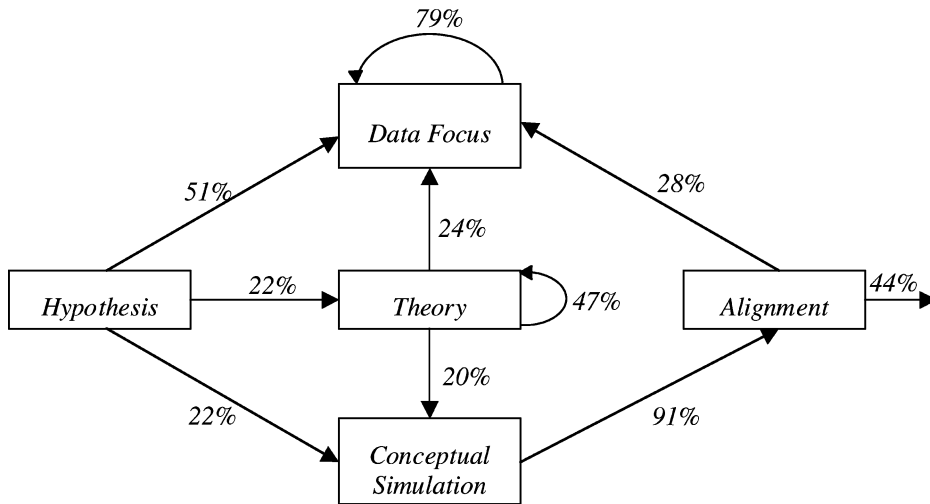 79%
Data Focus
51%
28%
24%
Hypothesis
22%
Theory
47%
Alignment
44%
20%
22%
91%
Conceptual
Simulation